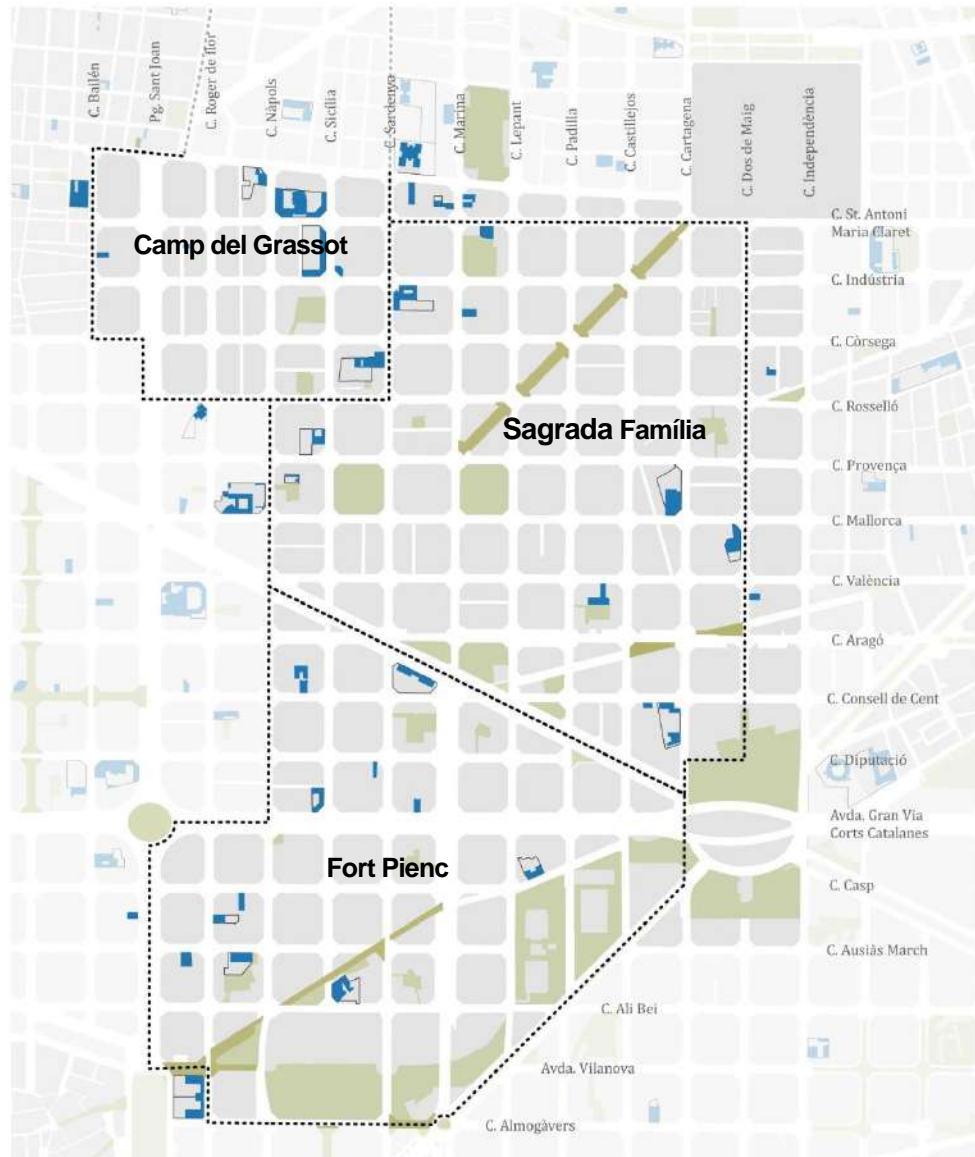 C. Bailén
Pg. Sant Joan
C. Roger de flor
C. Nàpols
C. Sicília
C. Sardenya
C. Marina
C. Lepant
C. Padilla
C. Castillejos
C. Cartagena
C. Dos de Maig
C. Independència
C. St. Antoni
Maria Claret
Camp del Grassot
C. Indústria
C. Còrsega
C. Rosselló
Sagrada Família
C. Provença
C. Mallorca
C. València
C. Aragó
C. Consell de Cent
C. Diputació
Avda. Gran Via
Corts Catalanes
Fort Pienc
C. Casp
C. Ausiàs March
C. Ali Bei
Avda. Vilanova
C. Almogàvers